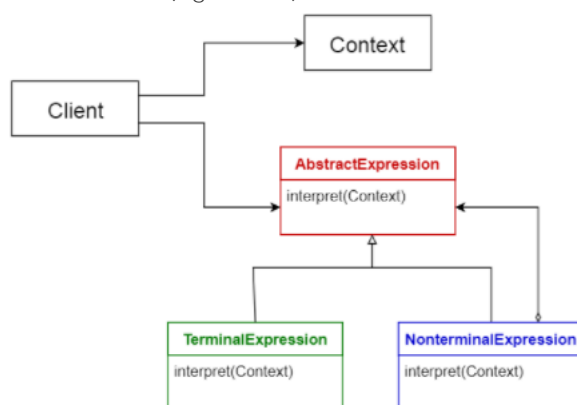 Context
Client
AbstractExpression
interpret(Context)
TerminalExpression
interpret(Context)
NonterminalExpression
interpret(Context)